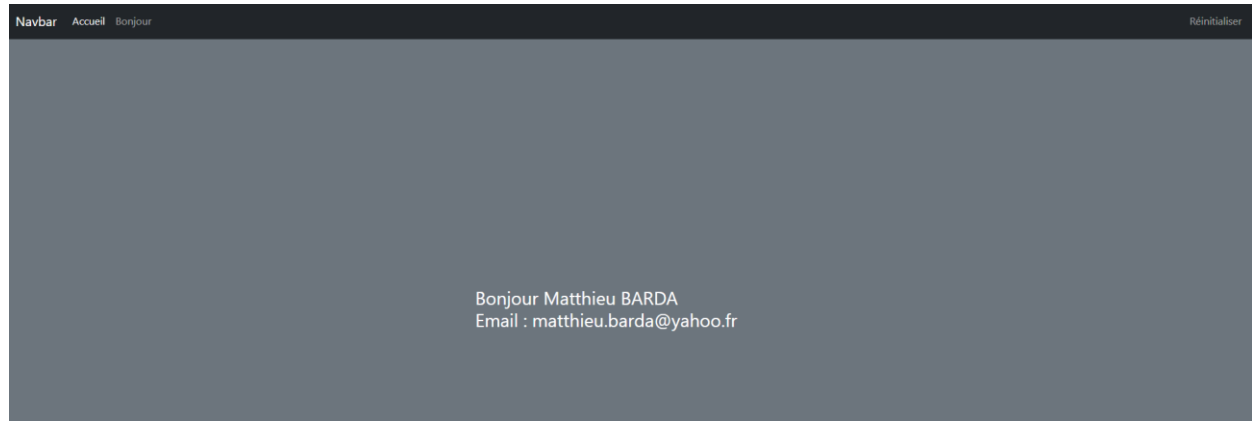 Navbar Accueil Bonjour Réinitialiser
Bonjour Matthieu BARDA
Email : matthieu.barda@yahoo.fr